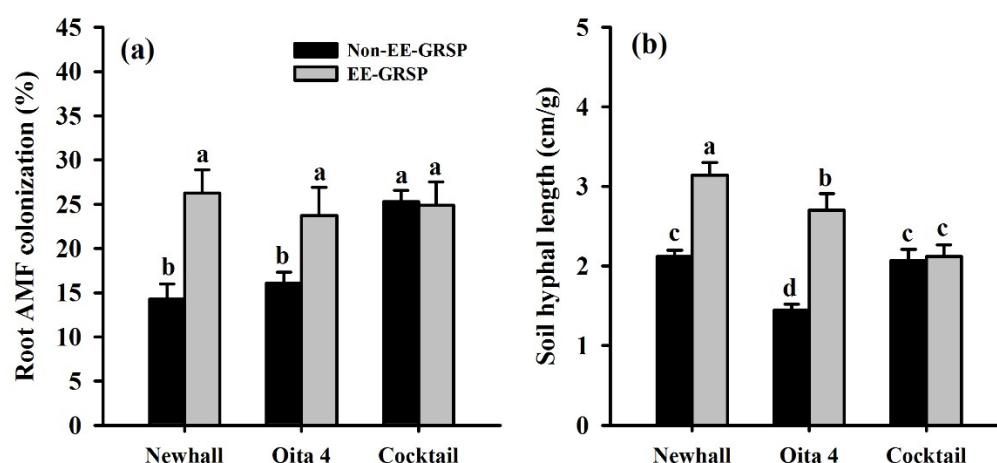 (a)
Root AMF colonization (%)
45
40
35
30
25
20
15
10
5
0
Non-EE-GRSP
EE-GRSP
b
a
b
a
a
a
Newhall
Oita 4
Cocktail
(b)
Soil hyphal length (cm/g)
5
4
3
2
1
0
c
a
d
b
c
c
Newhall
Oita 4
Cocktail